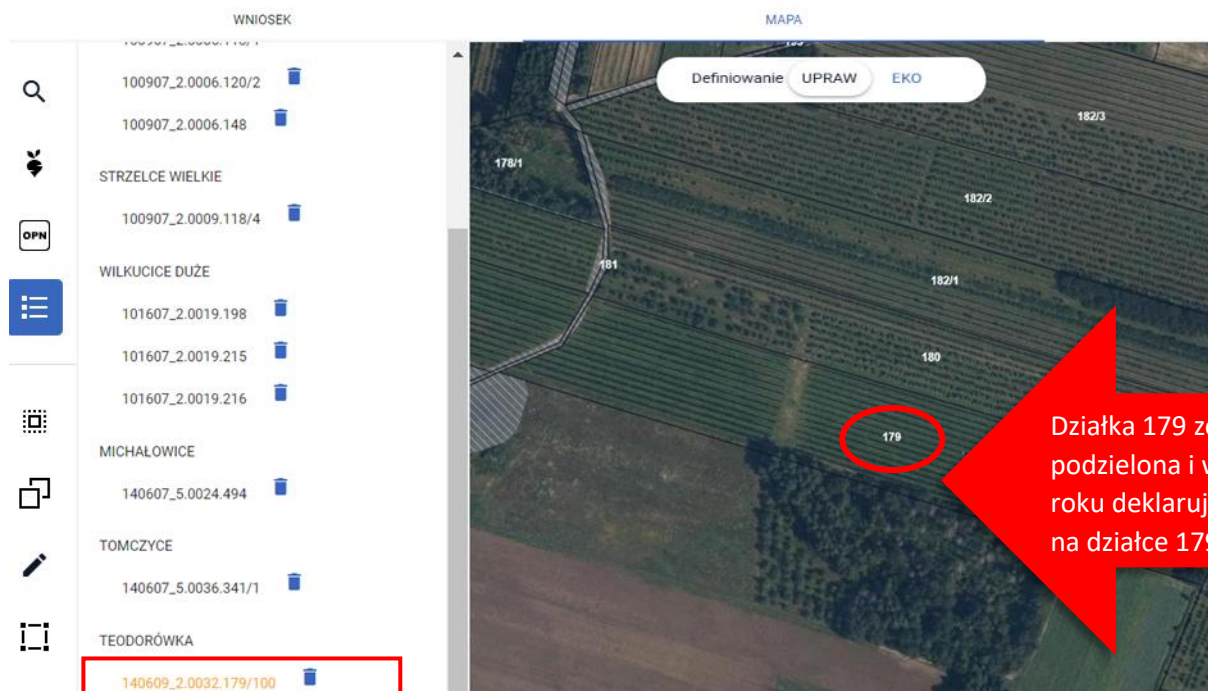 WNIOSEK
MAPA
100907_2.0006.120/2
100907_2.0006.148
STRZELCE WIELKIE
100907_2.0009.118/4
WILKUCICE DUŻE
101607_2.0019.198
101607_2.0019.215
101607_2.0019.216
MICHAŁOWICE
140607_5.0024.494
TOMCZYCE
140607_5.0036.341/1
TEODORÓWKA
140609_2.0032.179/100
OPN
Definiowanie UPRAW EKO
182/3
178/1
182/2
181
182/1
180
179
Działka 179
podzielona i
roku
na działce